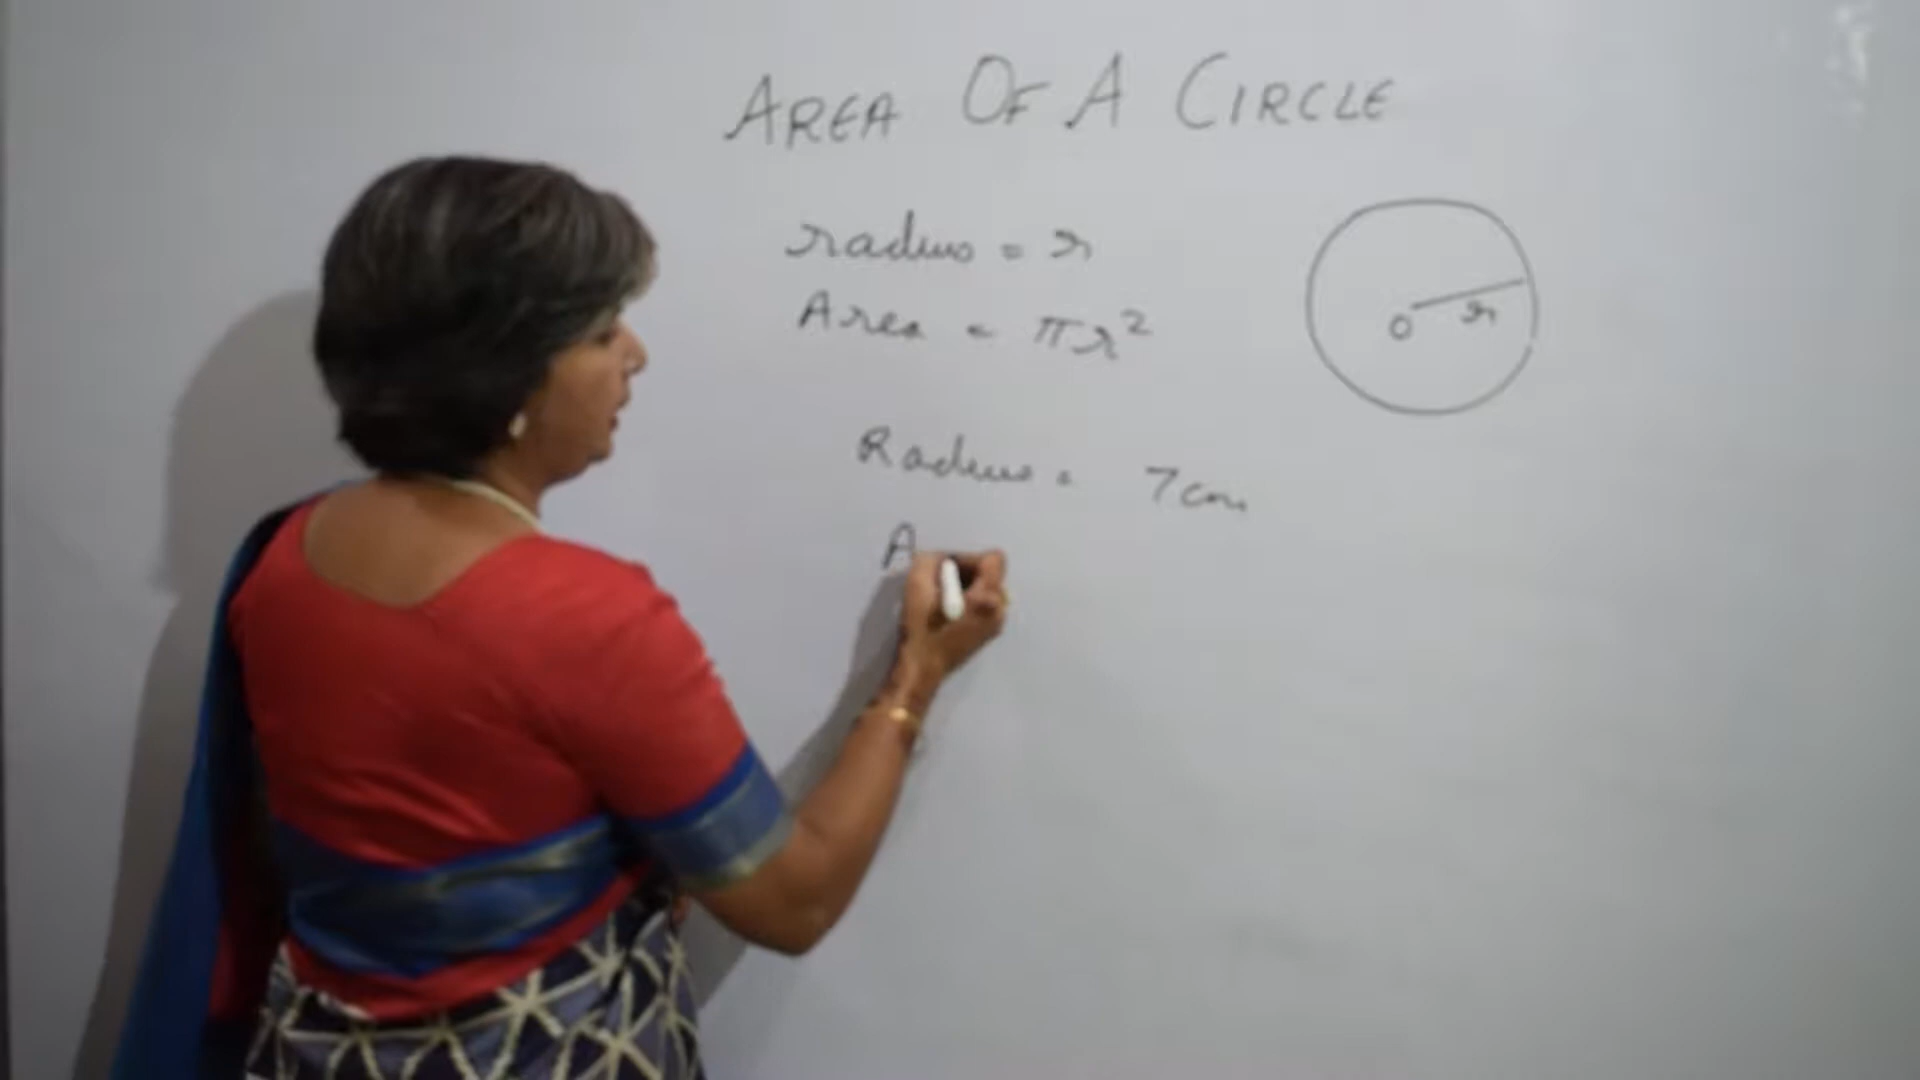 AREA OF A CIRCLE
radius = r
Area = πr²
O r
Radius = 7cm
A